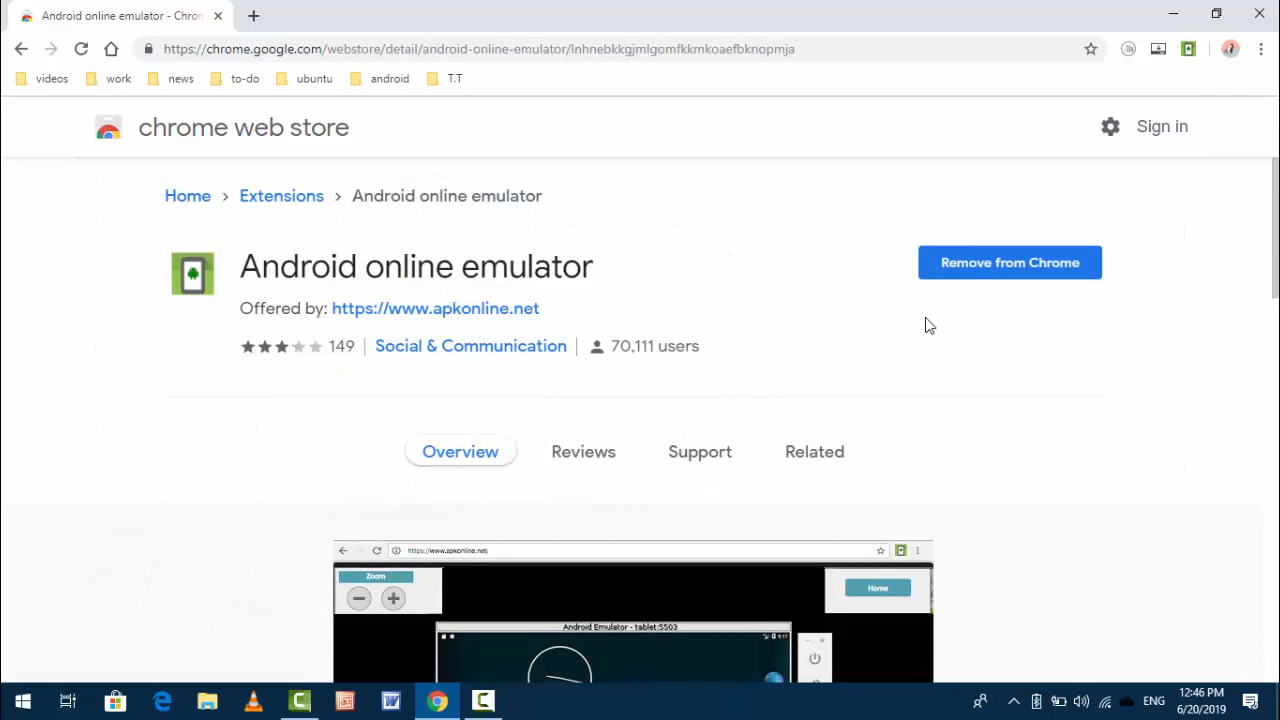 Android online emulator - Chron
https://chrome.google.com/webstore/detail/android-online-emulator/lnhnebkkgjmlgomfkkmkoaefbknopmja
videos work news to-do ubuntu android T.T
chrome web store
Sign in
Home > Extensions > Android online emulator
Android online emulator
Remove from Chrome
Offered by: https://www.apkonline.net
149 | Social & Communication | 70,111 users
Overview Reviews Support Related
https://www.apkonline.net
Zoom
Home
Android Emulator - tablet:5503
9:17
ENG
12:46 PM
6/20/2019